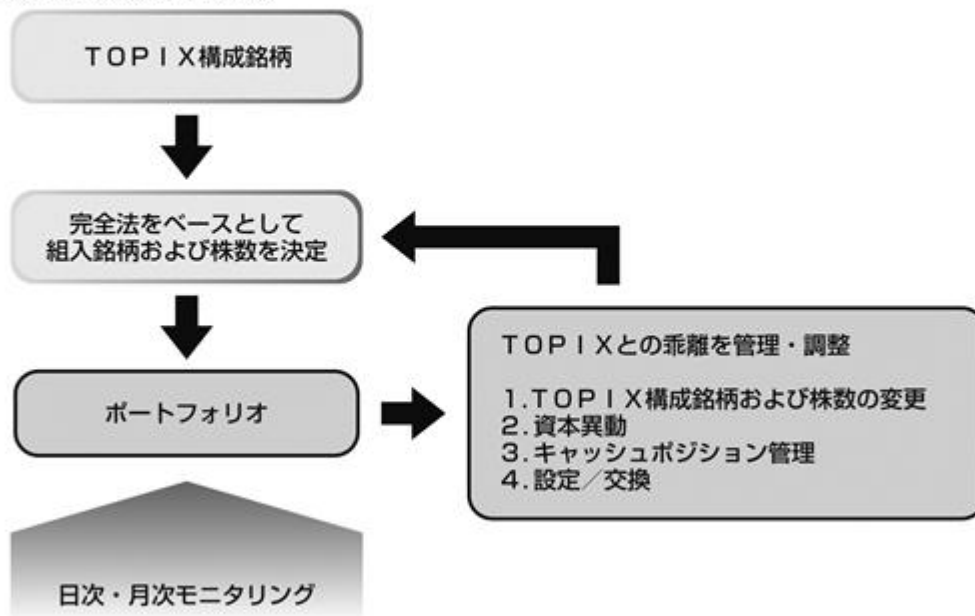 TOPIX構成銘柄
完全法をベースとして
組入銘柄および株数を決定
ポートフォリオ
TOPIXとの乖離を管理・調整
1.TOPIX構成銘柄および株数の変更
2.資本異動
3.キャッシュポジション管理
4.設定/交換
日次・月次モニタリング